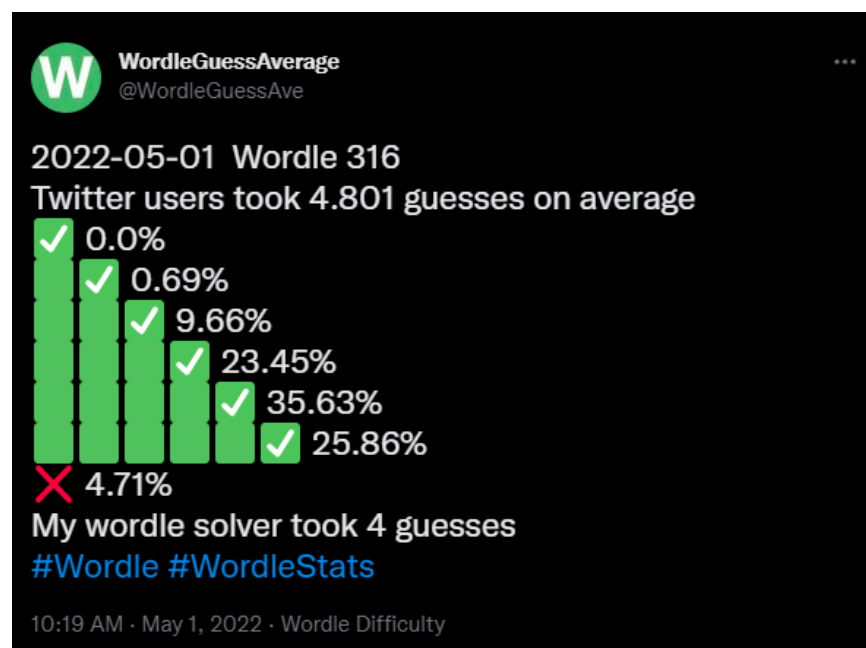 W
WordleGuessAverage
@WordleGuessAve
2022-05-01 Wordle 316
Twitter users took 4.801 guesses on average
✅ 0.0%
🟩✅ 0.69%
🟩🟩✅ 9.66%
🟩🟩🟩✅ 23.45%
🟩🟩🟩🟩✅ 35.63%
🟩🟩🟩🟩🟩✅ 25.86%
❌ 4.71%
My wordle solver took 4 guesses
#Wordle #WordleStats
10:19 AM · May 1, 2022 · Wordle Difficulty